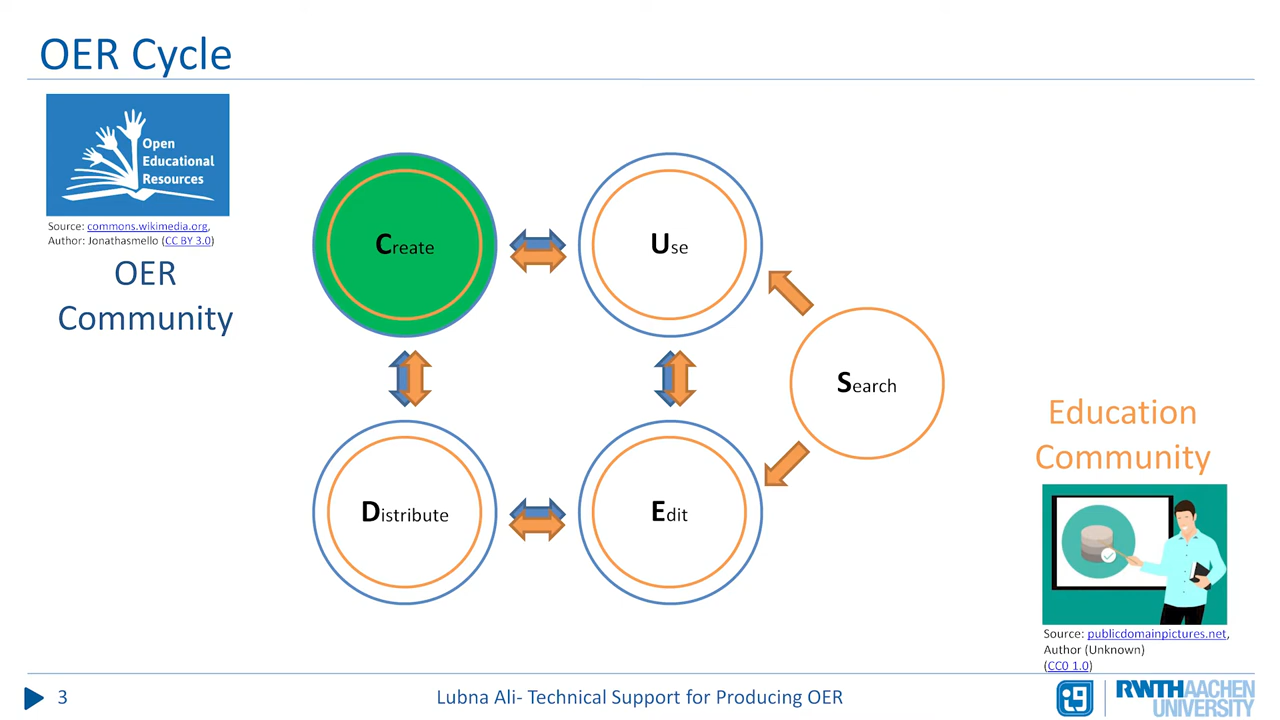 OER Cycle
Open
Educational
Resources
Source: commons.wikimedia.org,
Author: Jonathasmello (CC BY 3.0)
OER
Community
Create
Use
Search
Distribute
Edit
Education
Community
Source: publicdomainpictures.net,
Author (Unknown)
(CC0 1.0)
3
Lubna Ali- Technical Support for Producing OER
RWTHAACHEN
UNIVERSITY